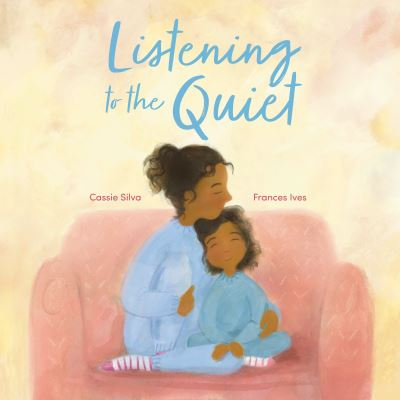 Listening
to the Quiet
Cassie Silva
Frances Ives